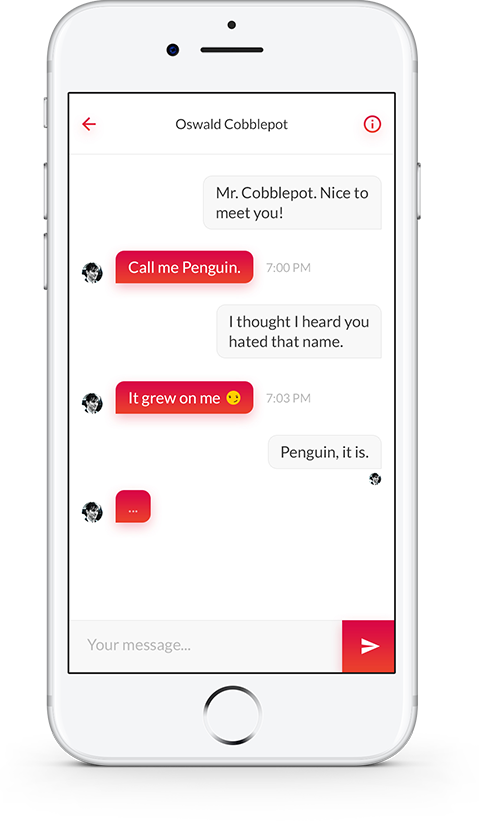 Oswald Cobblepot
Mr. Cobblepot. Nice to
meet you!
Call me Penguin.
7:00 PM
I thought I heard you
hated that name.
It grew on me 😏
7:03 PM
Penguin, it is.
...
Your message...